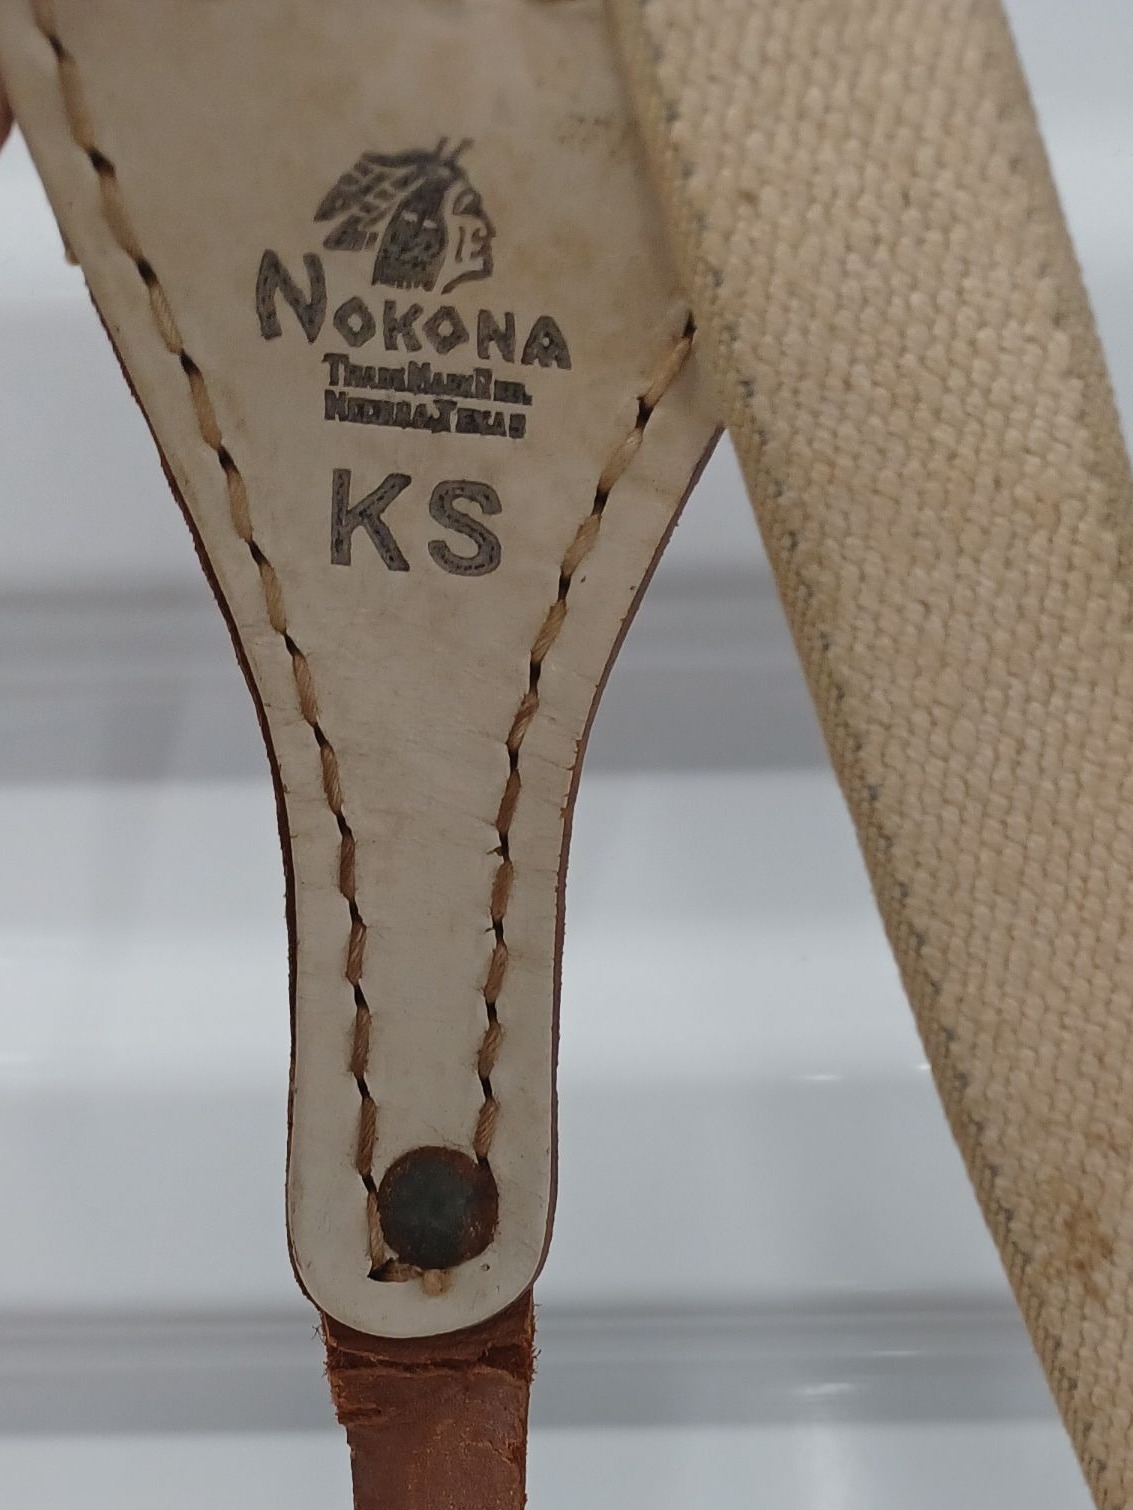 NOKONA
TRADE MARK REG.
NOCONA, TEXAS
KS